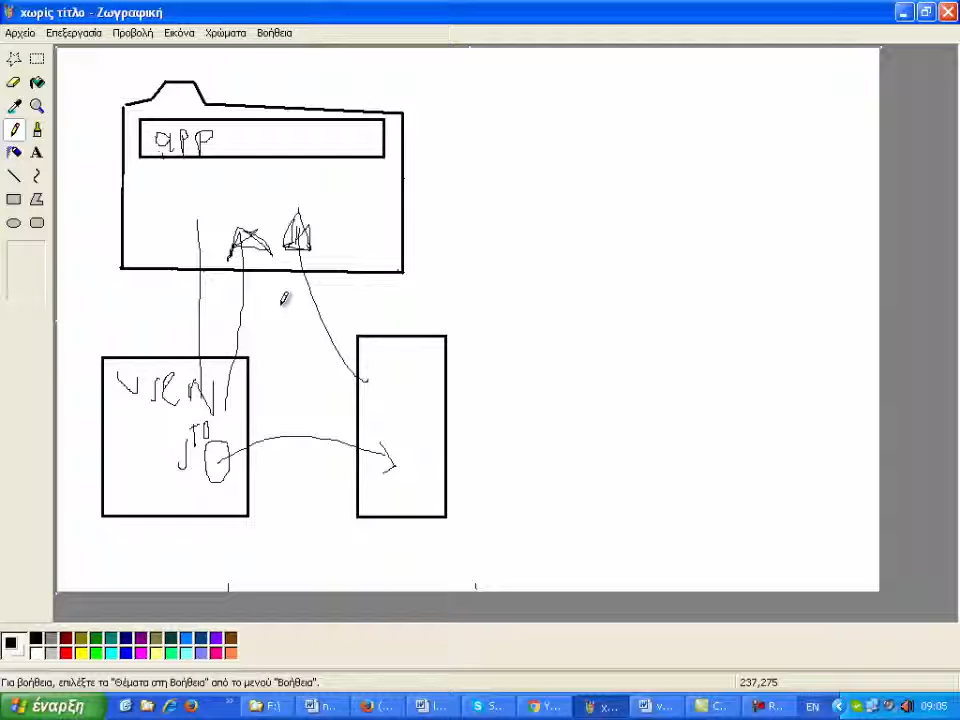 χωρίς τίτλο - Ζωγραφική
Αρχείο Επεξεργασία Προβολή Εικόνα Χρώματα Βοήθεια
app
Για βοήθεια, επιλέξτε τα "Θέματα στη Βοήθεια" από το μενού "Βοήθεια".
237,275
έναρξη
F:\
n...
(...
l...
S...
Y...
χ...
v...
C...
R...
EN
09:05